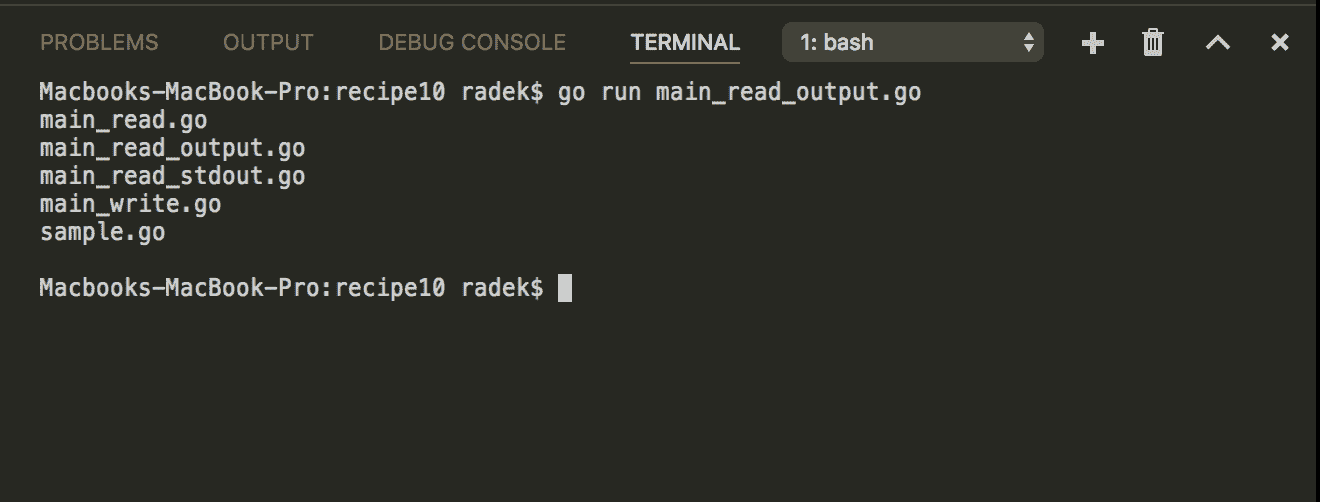 PROBLEMS OUTPUT DEBUG CONSOLE TERMINAL 1: bash
Macbooks-MacBook-Pro:recipe10 radek$ go run main_read_output.go
main_read.go
main_read_output.go
main_read_stdout.go
main_write.go
sample.go
Macbooks-MacBook-Pro:recipe10 radek$